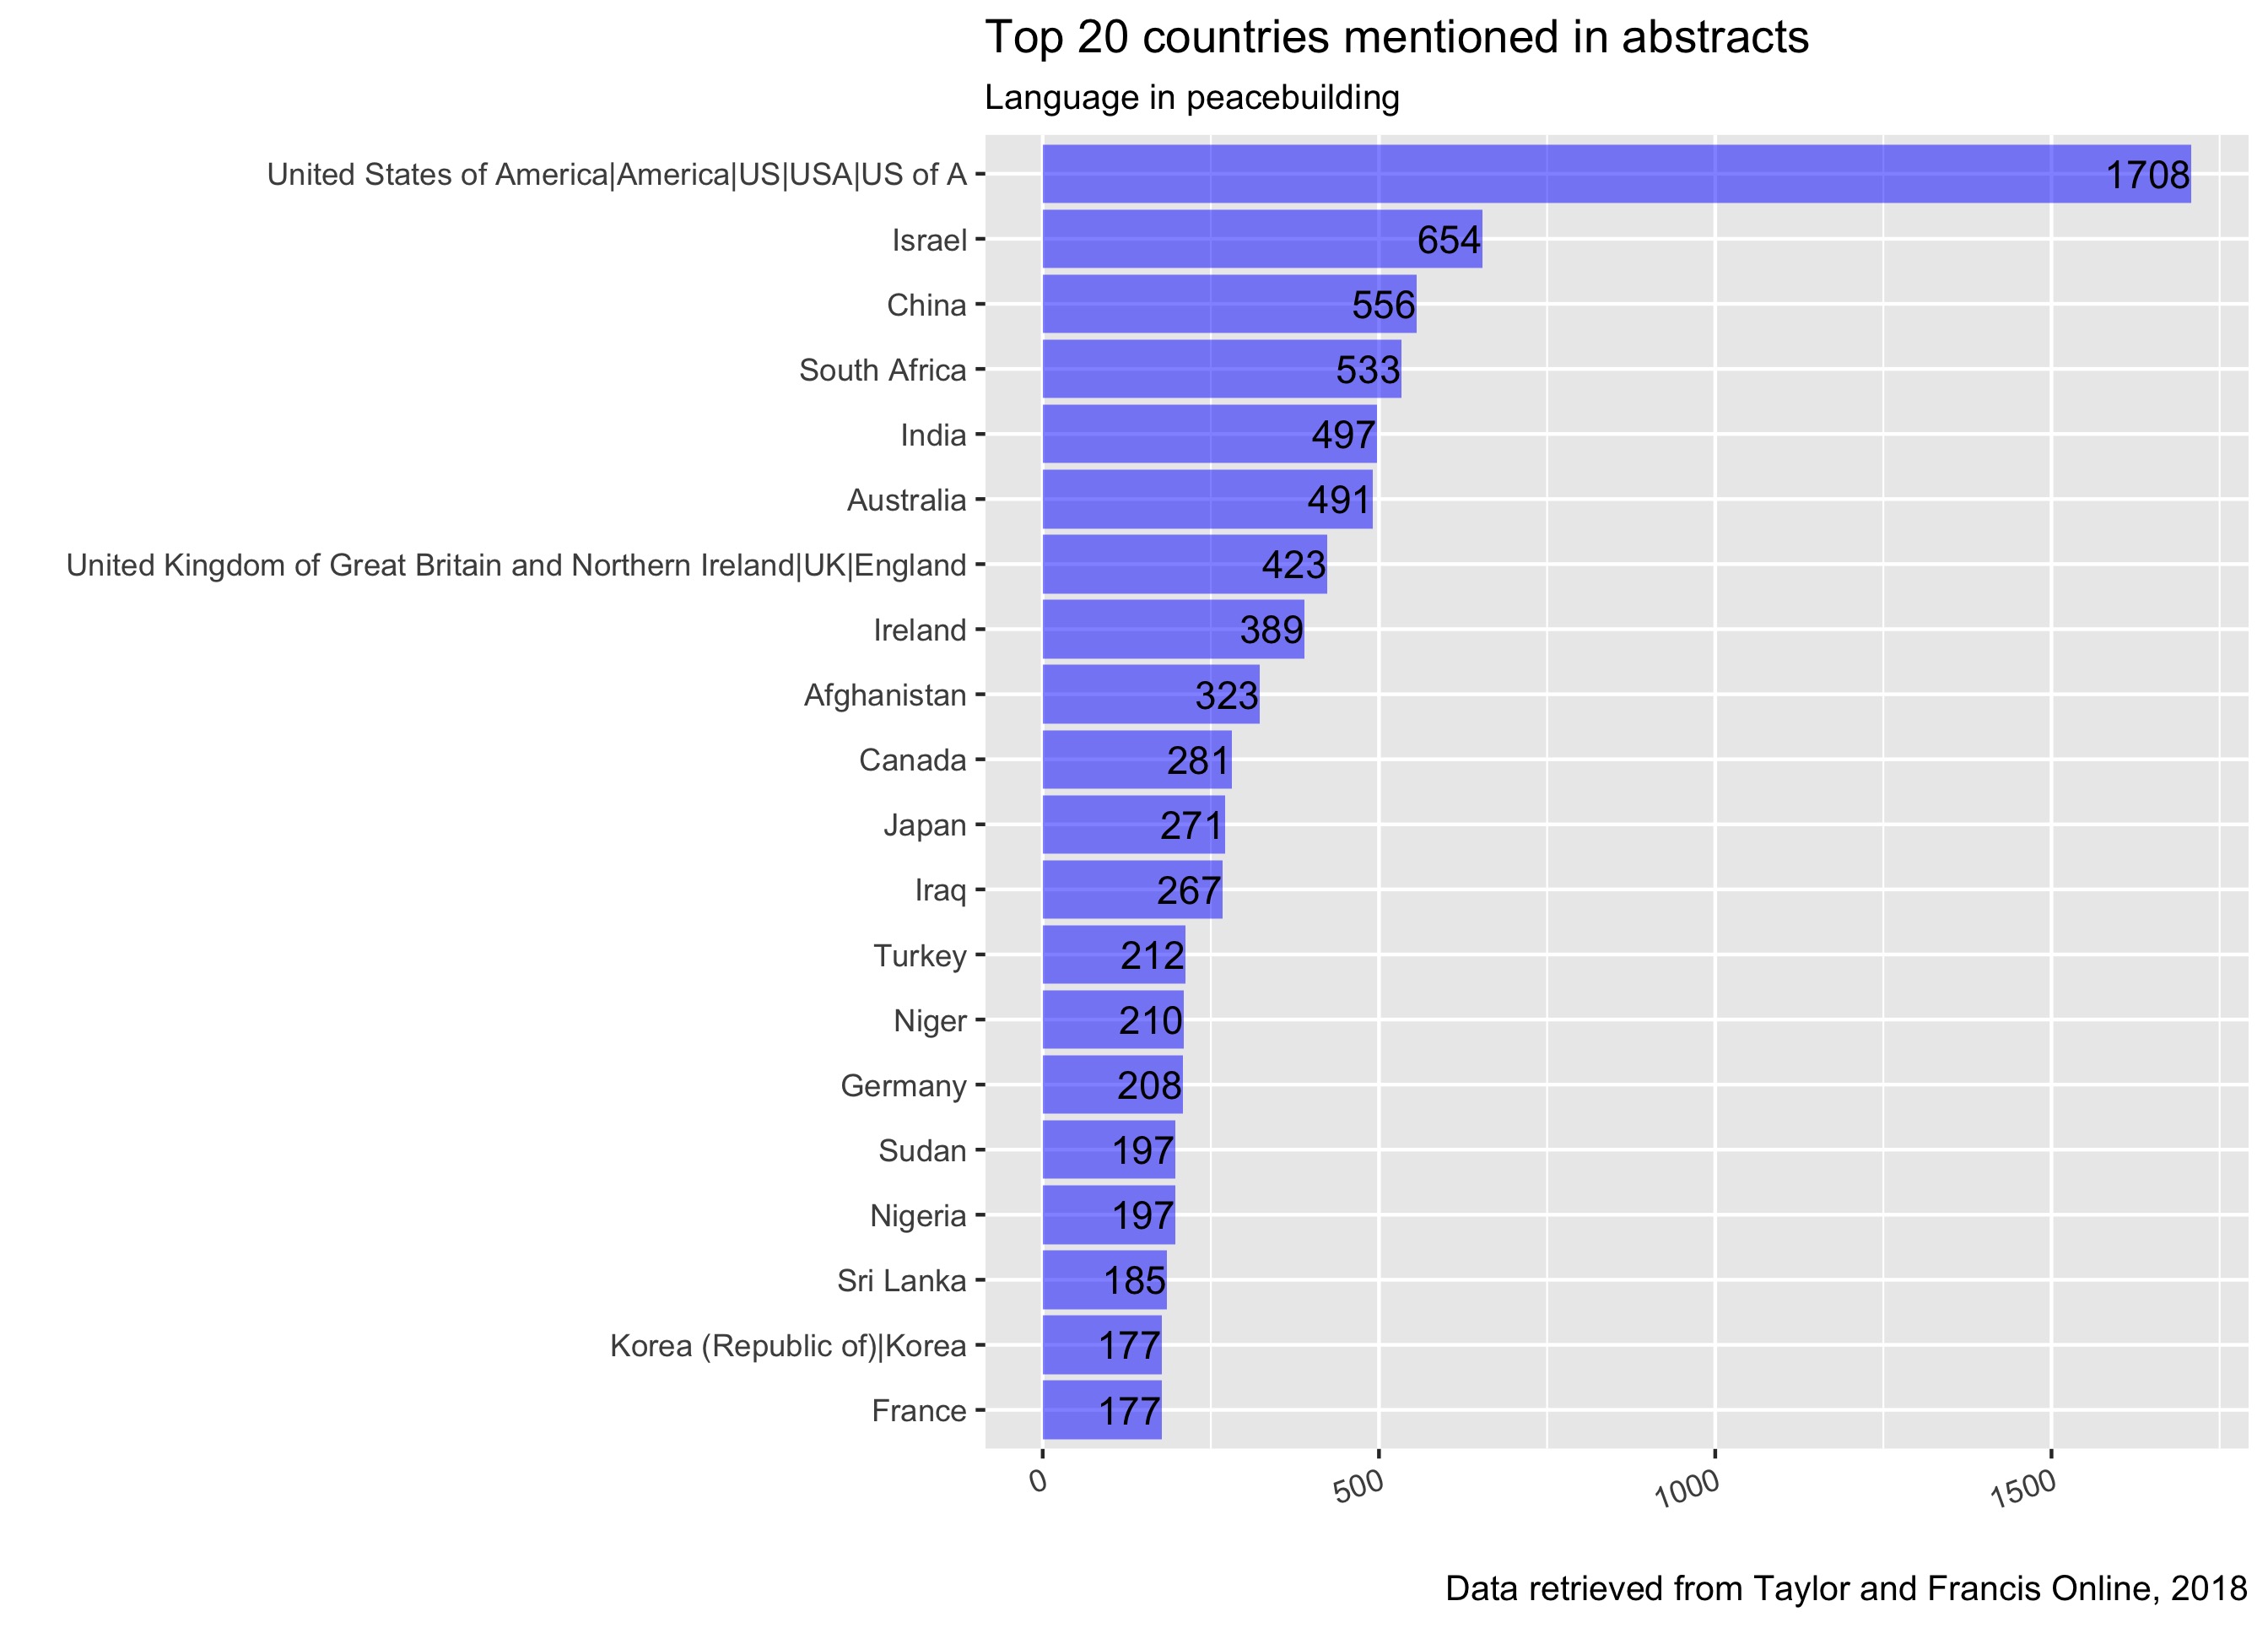 Top 20 countries mentioned in abstracts
Language in peacebuilding
United States of America|America|US|USA|US of A 1708
Israel 654
China 556
South Africa 533
India 497
Australia 491
United Kingdom of Great Britain and Northern Ireland|UK|England 423
Ireland 389
Afghanistan 323
Canada 281
Japan 271
Iraq 267
Turkey 212
Niger 210
Germany 208
Sudan 197
Nigeria 197
Sri Lanka 185
Korea (Republic of)|Korea 177
France 177
0 500 1000 1500
Data retrieved from Taylor and Francis Online, 2018